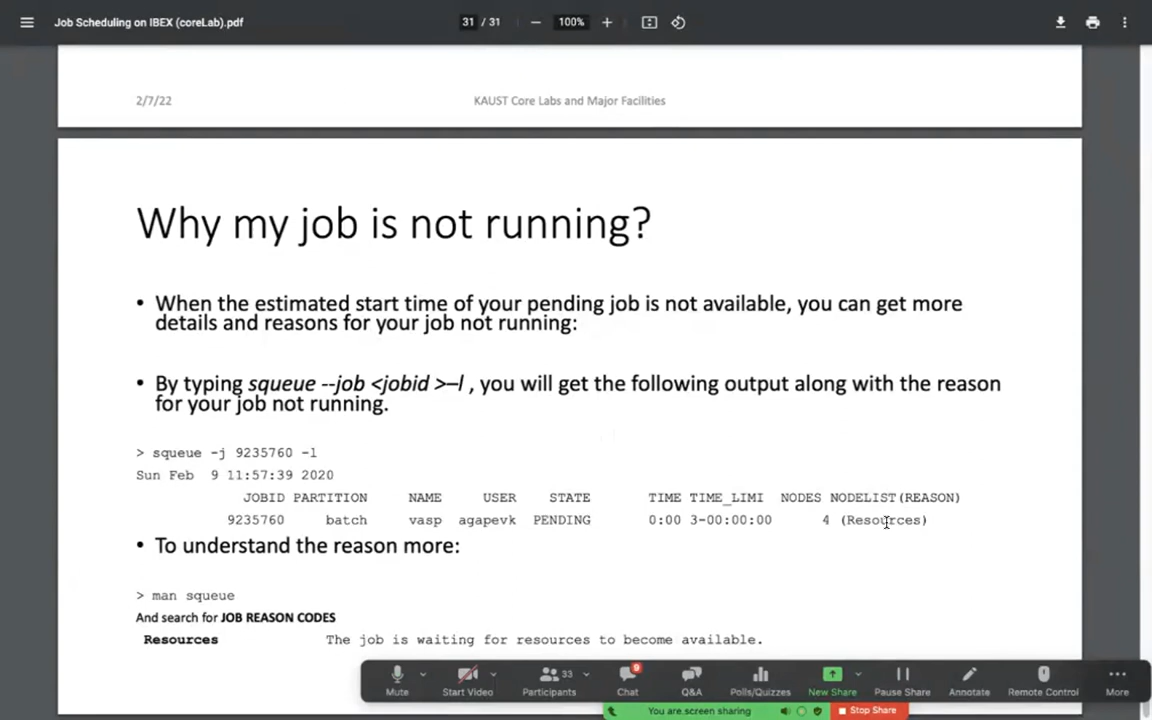 Job Scheduling on IBEX (coreLab).pdf 31 / 31 100%
2/7/22 KAUST Core Labs and Major Facilities
Why my job is not running?
• When the estimated start time of your pending job is not available, you can get more
details and reasons for your job not running:
• By typing squeue --job <jobid >–l , you will get the following output along with the reason
for your job not running.
> squeue -j 9235760 -l
Sun Feb 9 11:57:39 2020
JOBID PARTITION NAME USER STATE TIME TIME_LIMI NODES NODELIST(REASON)
9235760 batch vasp agapevk PENDING 0:00 3-00:00:00 4 (Resources)
• To understand the reason more:
> man squeue
And search for JOB REASON CODES
Resources The job is waiting for resources to become available.
33 9
Mute Start Video Participants Chat Q&A Polls/Quizzes New Share Pause Share Annotate Remote Control More
You are screen sharing Stop Share